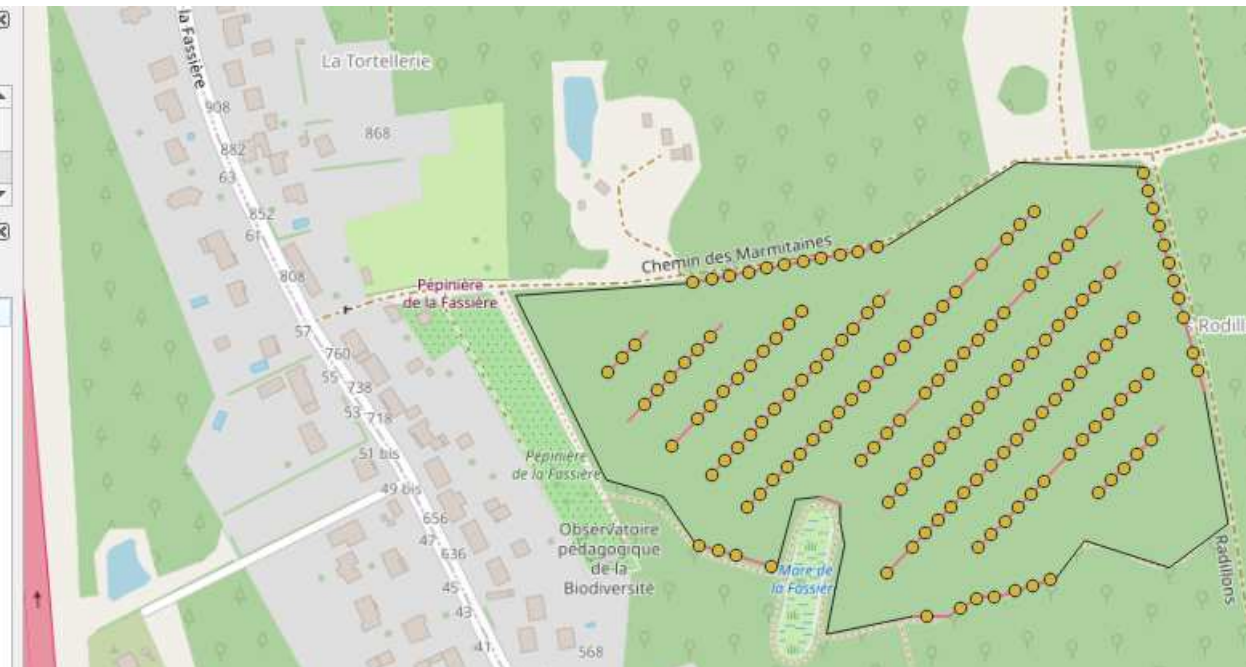 la Fassière
La Tortellerie
908
868
882
63
852
61
Chemin des Marmitaines
808
Pépinière
de la Fassière
57
Rodill
760
55
738
53
718
51 bis
Pépinière
de la Fassière
49 bis
656
Observatoire
pédagogique
de la
Biodiversité
47
636
Mare de
la Fassièr
Radillons
45
43
41
568